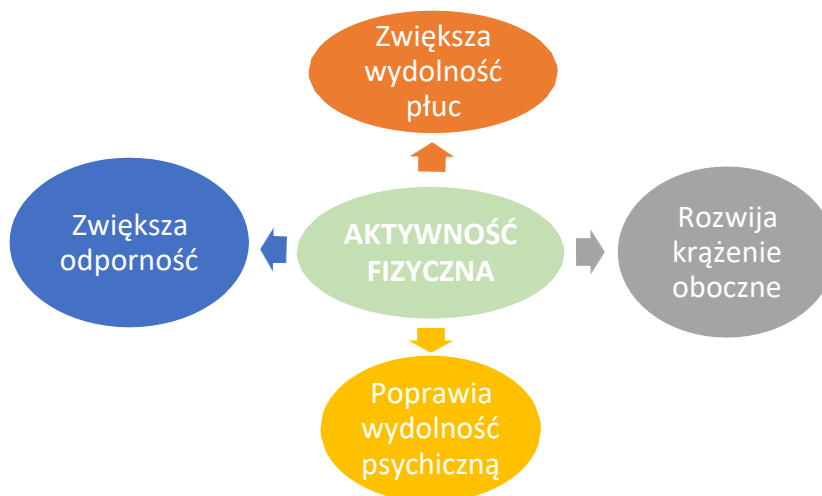 Zwiększa
wydolność
płuc
Zwiększa
odporność
AKTYWNOŚĆ
FIZYCZNA
Rozwija
krążenie
oboczne
Poprawia
wydolność
psychiczną